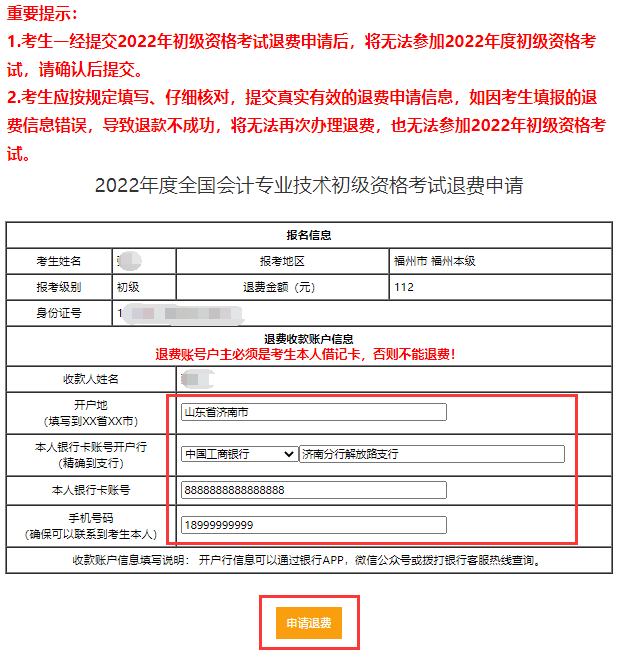 重要提示：
1.考生一经提交2022年初级资格考试退费申请后，将无法参加2022年度初级资格考
试，请确认后提交。
2.考生应按规定填写、仔细核对，提交真实有效的退费申请信息，如因考生填报的退
费信息错误，导致退款不成功，将无法再次办理退费，也无法参加2022年初级资格考
试。
2022年度全国会计专业技术初级资格考试退费申请
报名信息
考生姓名 报考地区 福州市 福州本级
报考级别 初级 退费金额（元） 112
身份证号 1
退费收款账户信息
退费账号户主必须是考生本人借记卡，否则不能退费！
收款人姓名
开户地
（填写到XX省XX市）
山东省济南市
本人银行卡账号开户行
（精确到支行）
中国工商银行 济南分行解放路支行
本人银行卡账号 8888888888888888
手机号码
（确保可以联系到考生本人）
18999999999
收款账户信息填写说明： 开户行信息可以通过银行APP，微信公众号或拨打银行客服热线查询。
申请退费